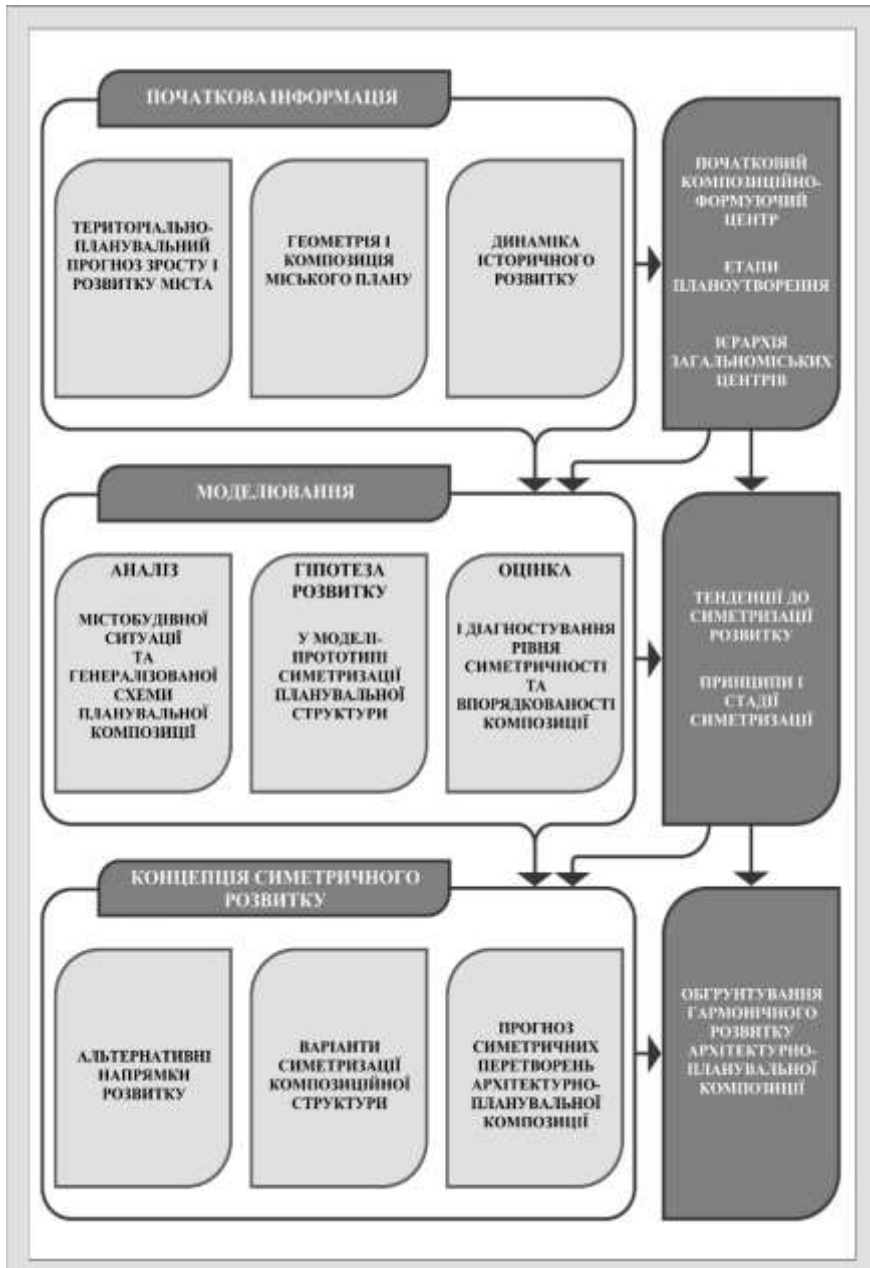 ПОЧАТКОВА ІНФОРМАЦІЯ
ТЕРИТОРІАЛЬНО-
ПЛАНУВАЛЬНИЙ
ПРОГНОЗ ЗРОСТУ І
РОЗВИТКУ МІСТА
ГЕОМЕТРІЯ І
КОМПОЗИЦІЯ
МІСЬКОГО ПЛАНУ
ДИНАМІКА
ІСТОРИЧНОГО
РОЗВИТКУ
ПОЧАТКОВИЙ
КОМПОЗИЦІЙНО-
ФОРМУЮЧИЙ
ЦЕНТР
ЕТАПИ
ПЛАНОУТВОРЕННЯ
ІЄРАРХІЯ
ЗАГАЛЬНОМІСЬКИХ
ЦЕНТРІВ
МОДЕЛЮВАННЯ
АНАЛІЗ
МІСТОБУДІВНОЇ
СИТУАЦІЇ
ТА
ГЕНЕРАЛІЗОВАНОЇ
СХЕМИ
ПЛАНУВАЛЬНОЇ
КОМПОЗИЦІЇ
ГІПОТЕЗА
РОЗВИТКУ
У МОДЕЛІ-
ПРОТОТИПІ
СИМЕТРИЗАЦІЇ
ПЛАНУВАЛЬНОЇ
СТРУКТУРИ
ОЦІНКА
І ДІАГНОСТУВАННЯ
РІВНЯ
СИМЕТРИЧНОСТІ
ТА
ВПОРЯДКОВАНОСТІ
КОМПОЗИЦІЇ
ТЕНДЕНЦІЇ ДО
СИМЕТРИЗАЦІЇ
РОЗВИТКУ
ПРИНЦИПИ І
СТАДІЇ
СИМЕТРИЗАЦІЇ
КОНЦЕПЦІЯ СИМЕТРИЧНОГО
РОЗВИТКУ
АЛЬТЕРНАТИВНІ
НАПРЯМКИ
РОЗВИТКУ
ВАРІАНТИ
СИМЕТРИЗАЦІЇ
КОМПОЗИЦІЙНОЇ
СТРУКТУРИ
ПРОГНОЗ
СИМЕТРИЧНИХ
ПЕРЕТВОРЕНЬ
АРХІТЕКТУРНО-
ПЛАНУВАЛЬНОЇ
КОМПОЗИЦІЇ
ОБГРУНТУВАННЯ
ГАРМОНІЧНОГО
РОЗВИТКУ
АРХІТЕКТУРНО-
ПЛАНУВАЛЬНОЇ
КОМПОЗИЦІЇ